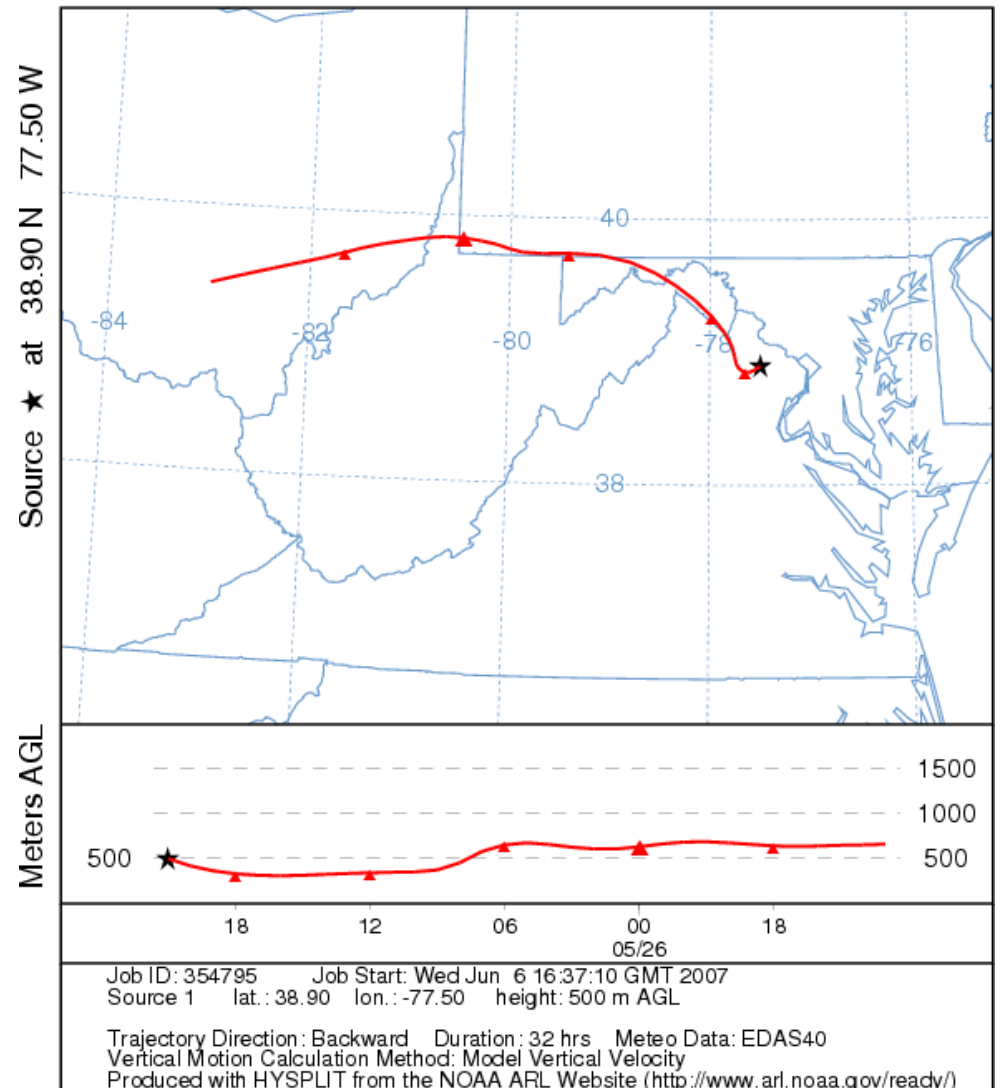 Source ★ at 38.90 N 77.50 W
40
-84
-82
-80
-78
-76
38
Meters AGL
1500
1000
500
500
18
12
06
00
18
05/26
Job ID: 354795 Job Start: Wed Jun 6 16:37:10 GMT 2007
Source 1 lat.: 38.90 lon.: -77.50 height: 500 m AGL
Trajectory Direction: Backward Duration: 32 hrs Meteo Data: EDAS40
Vertical Motion Calculation Method: Model Vertical Velocity
Produced with HYSPLIT from the NOAA ARL Website (http://www.arl.noaa.gov/ready/)